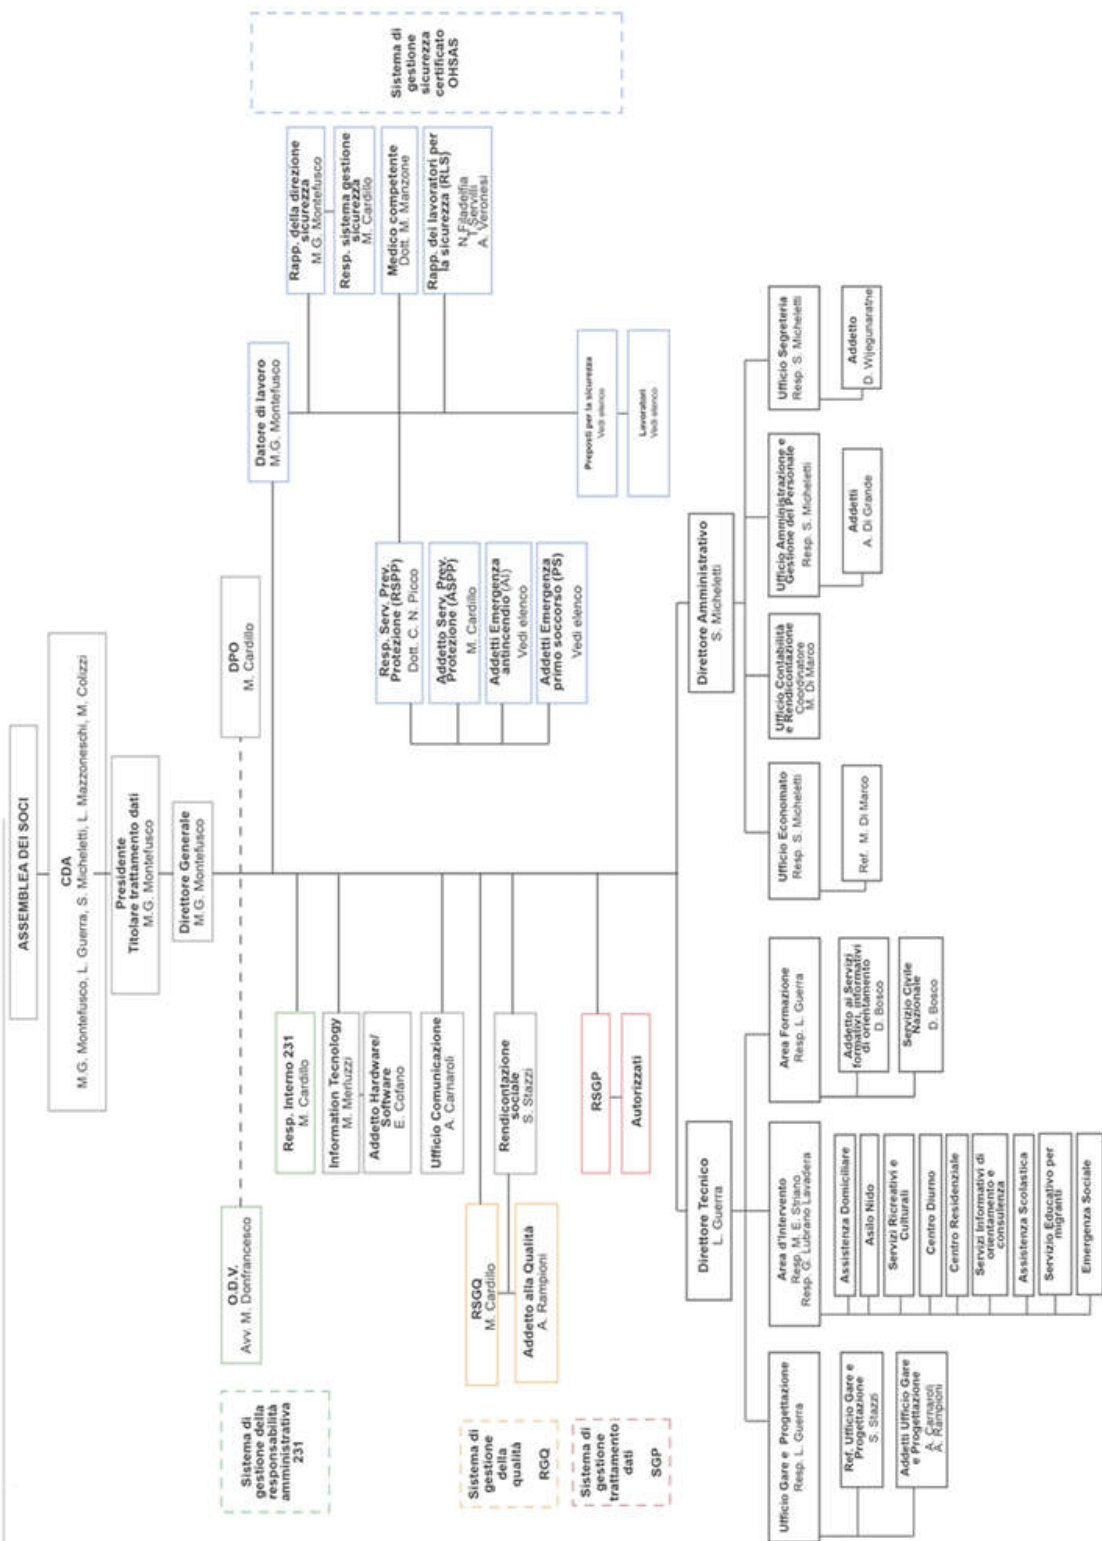 ASSEMBLEA DEI SOCI
CDA
M.G. Montefusco, L. Guerra, S. Micheletti, L. Mazzoneschi, M. Colizzi
Presidente
Titolare trattamento dati
M.G. Montefusco
Direttore Generale
M.G. Montefusco
Sistema di
gestione della
responsabilità
amministrativa
231
O.D.V.
Avv. M. Donfrancesco
DPO
M. Cardillo
Datore di lavoro
M.G. Montefusco
Sistema di
gestione
sicurezza
certificato
OHSAS
Rapp. della direzione
sicurezza
M.G. Montefusco
Resp. sistema gestione
sicurezza
M. Cardillo
Medico competente
Dott. M. Manzone
Rapp. dei lavoratori per
la sicurezza (RLS)
N. Filadelfia
T. Servilli
A. Veronesi
Resp. Interno 231
M. Cardillo
Information Tecnology
M. Merluzzi
Addetto Hardware/
Software
E. Cofano
Ufficio Comunicazione
A. Carnaroli
Rendicontazione
sociale
S. Stazzi
Resp. Serv. Prev.
Protezione (RSPP)
Dott. C. N. Picco
Addetto Serv. Prev.
Protezione (ASPP)
M. Cardillo
Addetti Emergenza
antincendio (AI)
Vedi elenco
Addetti Emergenza
primo soccorso (PS)
Vedi elenco
Preposti per la sicurezza
Vedi elenco
Lavoratori
Vedi elenco
Sistema di
gestione
della
qualità
RGQ
RSGQ
M. Cardillo
Addetto alla Qualità
A. Rampioni
Sistema di
gestione
trattamento
dati
SGP
RSGP
Autorizzati
Direttore Tecnico
L. Guerra
Direttore Amministrativo
S. Micheletti
Ufficio Gare e Progettazione
Resp. L. Guerra
Ref. Ufficio Gare e
Progettazione
S. Stazzi
Addetti Ufficio Gare
e Progettazione
A. Carnaroli
A. Rampioni
Area d'Intervento
Resp. M. E. Striano
Resp. G. Lubrano Lavadera
Assistenza Domiciliare
Asilo Nido
Servizi Ricreativi e
Culturali
Centro Diurno
Centro Residenziale
Servizi Informativi di
orientamento e
consulenza
Assistenza Scolastica
Servizio Educativo per
migranti
Emergenza Sociale
Area Formazione
Resp. L. Guerra
Addetto ai Servizi
formativi, informativi
di orientamento
D. Bosco
Servizio Civile
Nazionale
D. Bosco
Ufficio Economato
Resp. S. Micheletti
Ref. M. Di Marco
Ufficio Contabilità
e Rendicontazione
Coordinatore
M. Di Marco
Ufficio Amministrazione e
Gestione del Personale
Resp. S. Micheletti
Addetti
A. Di Grande
Ufficio Segreteria
Resp. S. Micheletti
Addetto
D. Wijegunaratne